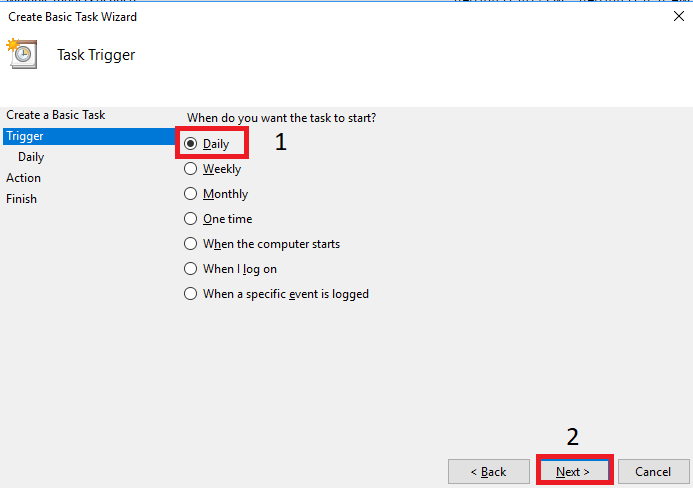 Create Basic Task Wizard
Task Trigger
Create a Basic Task
Trigger
Daily
Action
Finish
When do you want the task to start?
Daily
1
Weekly
Monthly
One time
When the computer starts
When I log on
When a specific event is logged
2
< Back
Next >
Cancel